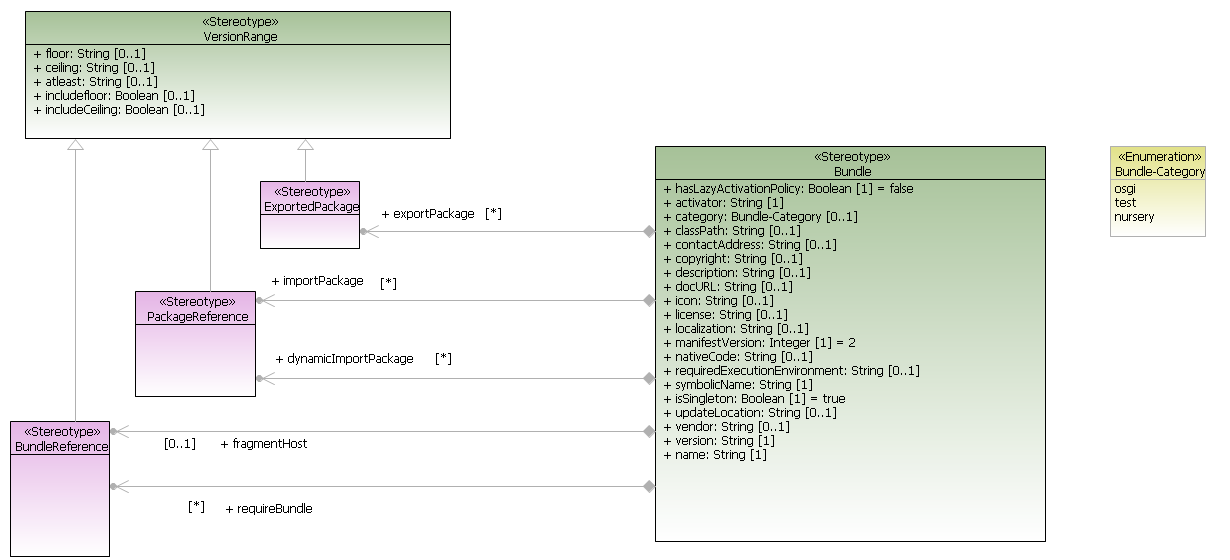 «Stereotype»
VersionRange
+ floor: String [0..1]
+ ceiling: String [0..1]
+ atleast: String [0..1]
+ includefloor: Boolean [0..1]
+ includeCeiling: Boolean [0..1]
«Stereotype»
ExportedPackage
+ exportPackage [*]
«Stereotype»
PackageReference
+ importPackage [*]
+ dynamicImportPackage [*]
«Stereotype»
BundleReference
[0..1] + fragmentHost
[*] + requireBundle
«Stereotype»
Bundle
+ hasLazyActivationPolicy: Boolean [1] = false
+ activator: String [1]
+ category: Bundle-Category [0..1]
+ classPath: String [0..1]
+ contactAddress: String [0..1]
+ copyright: String [0..1]
+ description: String [0..1]
+ docURL: String [0..1]
+ icon: String [0..1]
+ license: String [0..1]
+ localization: String [0..1]
+ manifestVersion: Integer [1] = 2
+ nativeCode: String [0..1]
+ requiredExecutionEnvironment: String [0..1]
+ symbolicName: String [1]
+ isSingleton: Boolean [1] = true
+ updateLocation: String [0..1]
+ vendor: String [0..1]
+ version: String [1]
+ name: String [1]
«Enumeration»
Bundle-Category
osgi
test
nursery